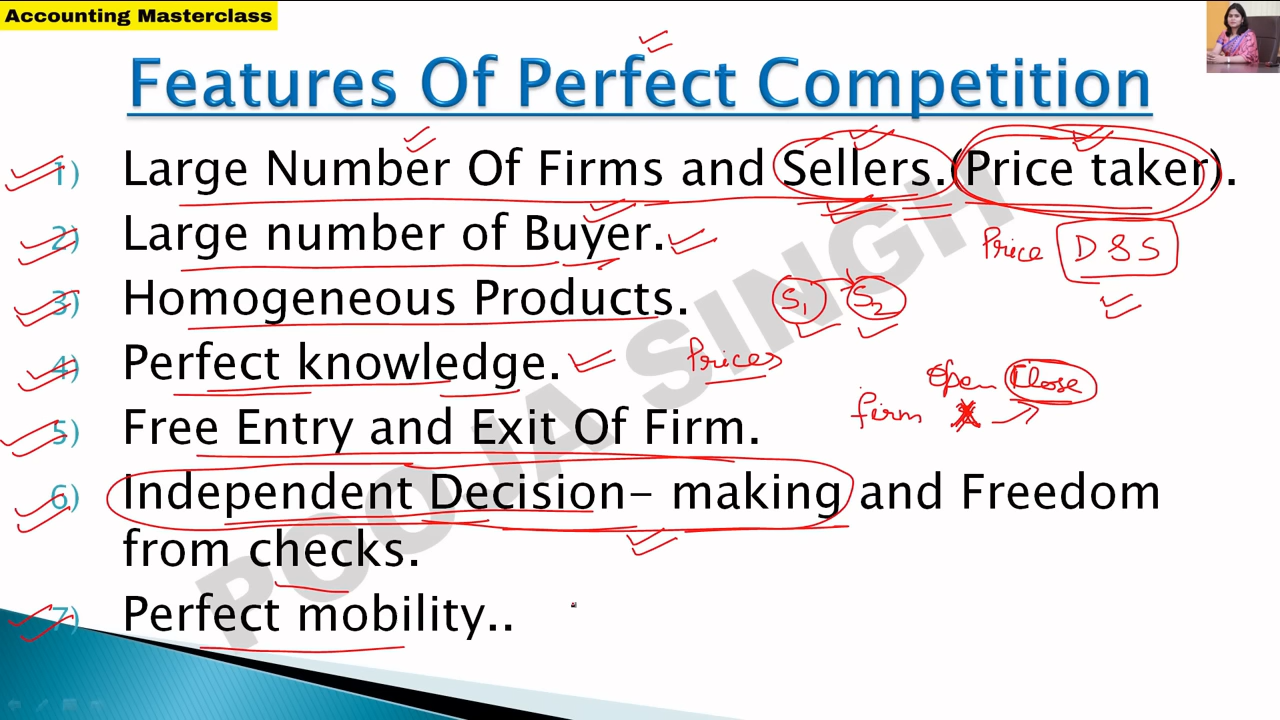 Accounting Masterclass
Features Of Perfect Competition
1) Large Number Of Firms and Sellers.(Price taker).
2) Large number of Buyer.
Price D & S
3) Homogeneous Products.
S1 S2
4) Perfect knowledge.
Prices
Open Close
firm
5) Free Entry and Exit Of Firm.
6) Independent Decision- making and Freedom
from checks.
7) Perfect mobility..
POOJA SINGH